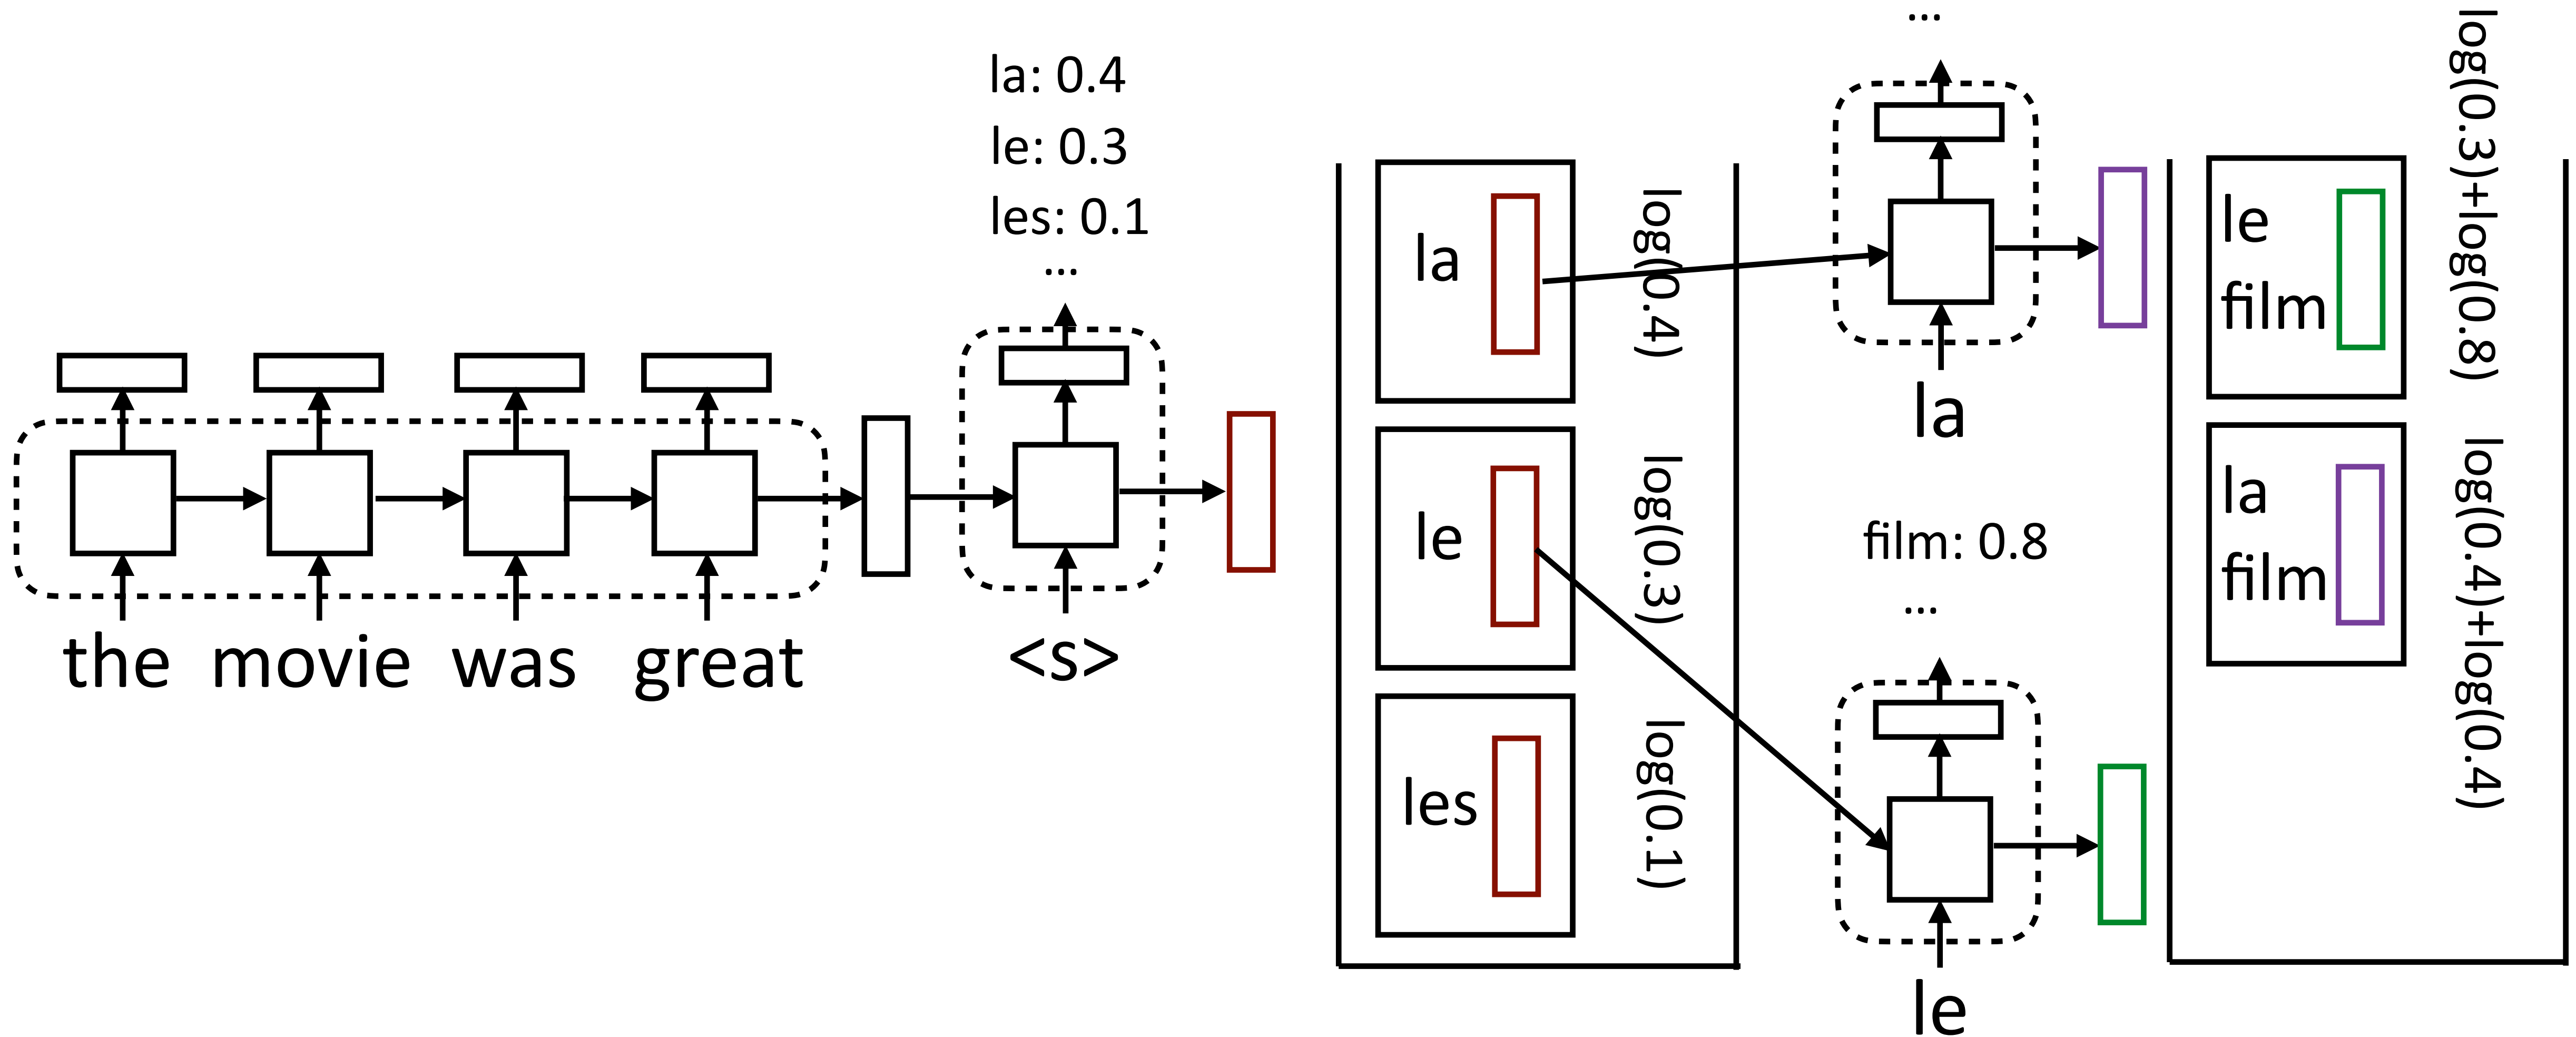 the movie was great
<s>
la: 0.4
le: 0.3
les: 0.1
...
la
log(0.4)
le
log(0.3)
les
log(0.1)
...
la
film: 0.8
...
le
le
film
log(0.3)+log(0.8)
la
film
log(0.4)+log(0.4)